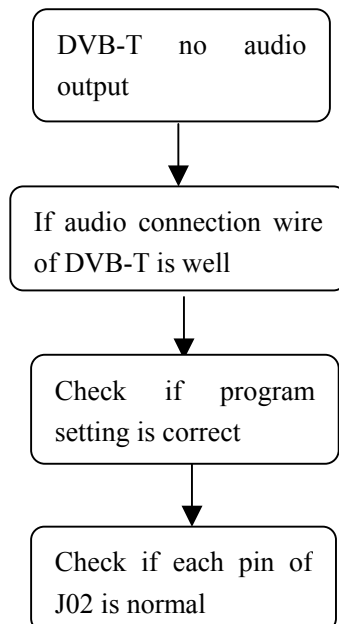 DVB-T no audio
output
If audio connection wire
of DVB-T is well
Check if program
setting is correct
Check if each pin of
J02 is normal